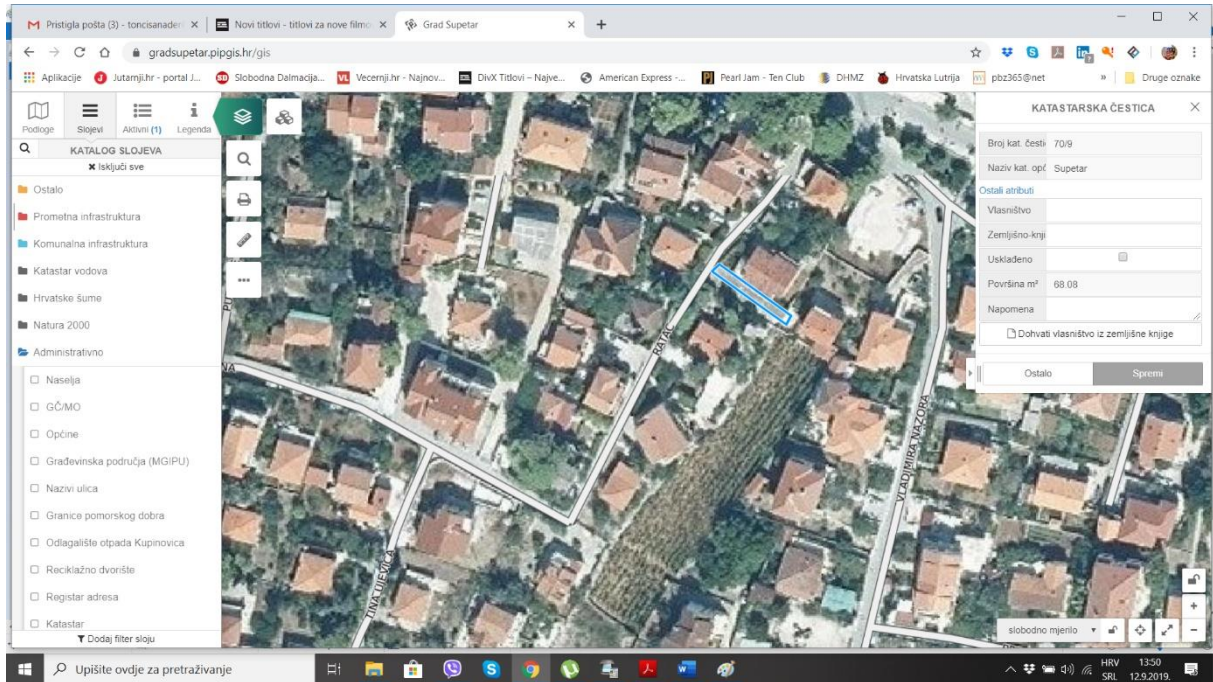 Pristigla pošta (3) - toncisanader
Novi titlovi - titlovi za nove filmo
Grad Supetar
gradsupetar.pipgis.hr/gis
Aplikacije
Jutarnji.hr - portal J...
Slobodna Dalmacija...
Vecernji.hr - Najnov...
DivX Titlovi – Najve...
American Express -...
Pearl Jam - Ten Club
DHMZ
Hrvatska Lutrija
pbz365@net
»
Druge oznake
Podloge
Slojevi
Aktivni (1)
Legenda
KATALOG SLOJEVA
Isključi sve
Ostalo
Prometna infrastruktura
Komunalna infrastruktura
Katastar vodova
Hrvatske šume
Natura 2000
Administrativno
Naselja
GČ/MO
Općine
Građevinska područja (MGIPU)
Nazivi ulica
Granice pomorskog dobra
Odlagalište otpada Kupinovica
Reciklažno dvorište
Registar adresa
Katastar
Dodaj filter sloju
PU
NA
RATAC
TINA UJEVIĆA
VLADIMIRA NAZORA
KATASTARSKA ČESTICA
Broj kat. česti 70/9
Naziv kat. opć Supetar
Ostali atributi
Vlasništvo
Zemljišno-knji
Usklađeno
Površina m² 68.08
Napomena
Dohvati vlasništvo iz zemljišne knjige
Ostalo
Spremi
slobodno mjerilo
Upišite ovdje za pretraživanje
HRV
SRL
13:50
12.9.2019.